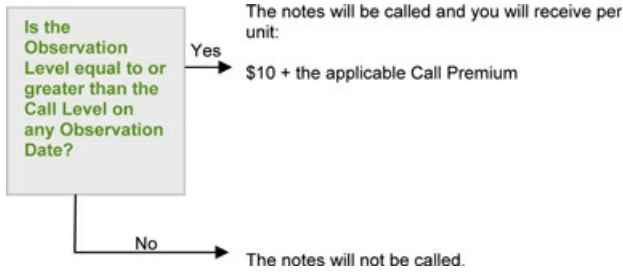 Is the
Observation
Level equal to or
greater than the
Call Level on
any Observation
Date?
Yes
The notes will be called and you will receive per
unit:
$10 + the applicable Call Premium
No
The notes will not be called.